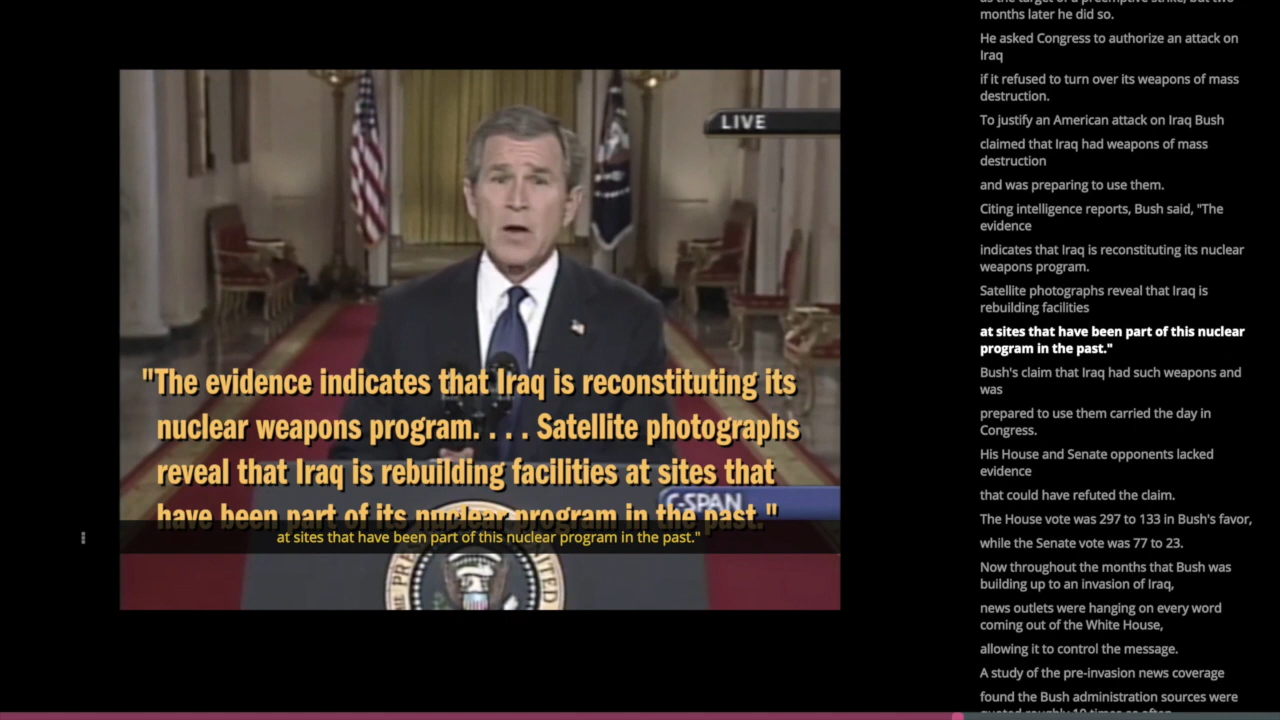 LIVE
"The evidence indicates that Iraq is reconstituting its
nuclear weapons program. . . . Satellite photographs
reveal that Iraq is rebuilding facilities at sites that
C-SPAN
have been part of its nuclear program in the past."
at sites that have been part of this nuclear program in the past."
PRE
UNITED
months later he did so.
He asked Congress to authorize an attack on
Iraq
if it refused to turn over its weapons of mass
destruction.
To justify an American attack on Iraq Bush
claimed that Iraq had weapons of mass
destruction
and was preparing to use them.
Citing intelligence reports, Bush said, "The
evidence
indicates that Iraq is reconstituting its nuclear
weapons program.
Satellite photographs reveal that Iraq is
rebuilding facilities
at sites that have been part of this nuclear
program in the past."
Bush's claim that Iraq had such weapons and
was
prepared to use them carried the day in
Congress.
His House and Senate opponents lacked
evidence
that could have refuted the claim.
The House vote was 297 to 133 in Bush's favor,
while the Senate vote was 77 to 23.
Now throughout the months that Bush was
building up to an invasion of Iraq,
news outlets were hanging on every word
coming out of the White House,
allowing it to control the message.
A study of the pre-invasion news coverage
found the Bush administration sources were